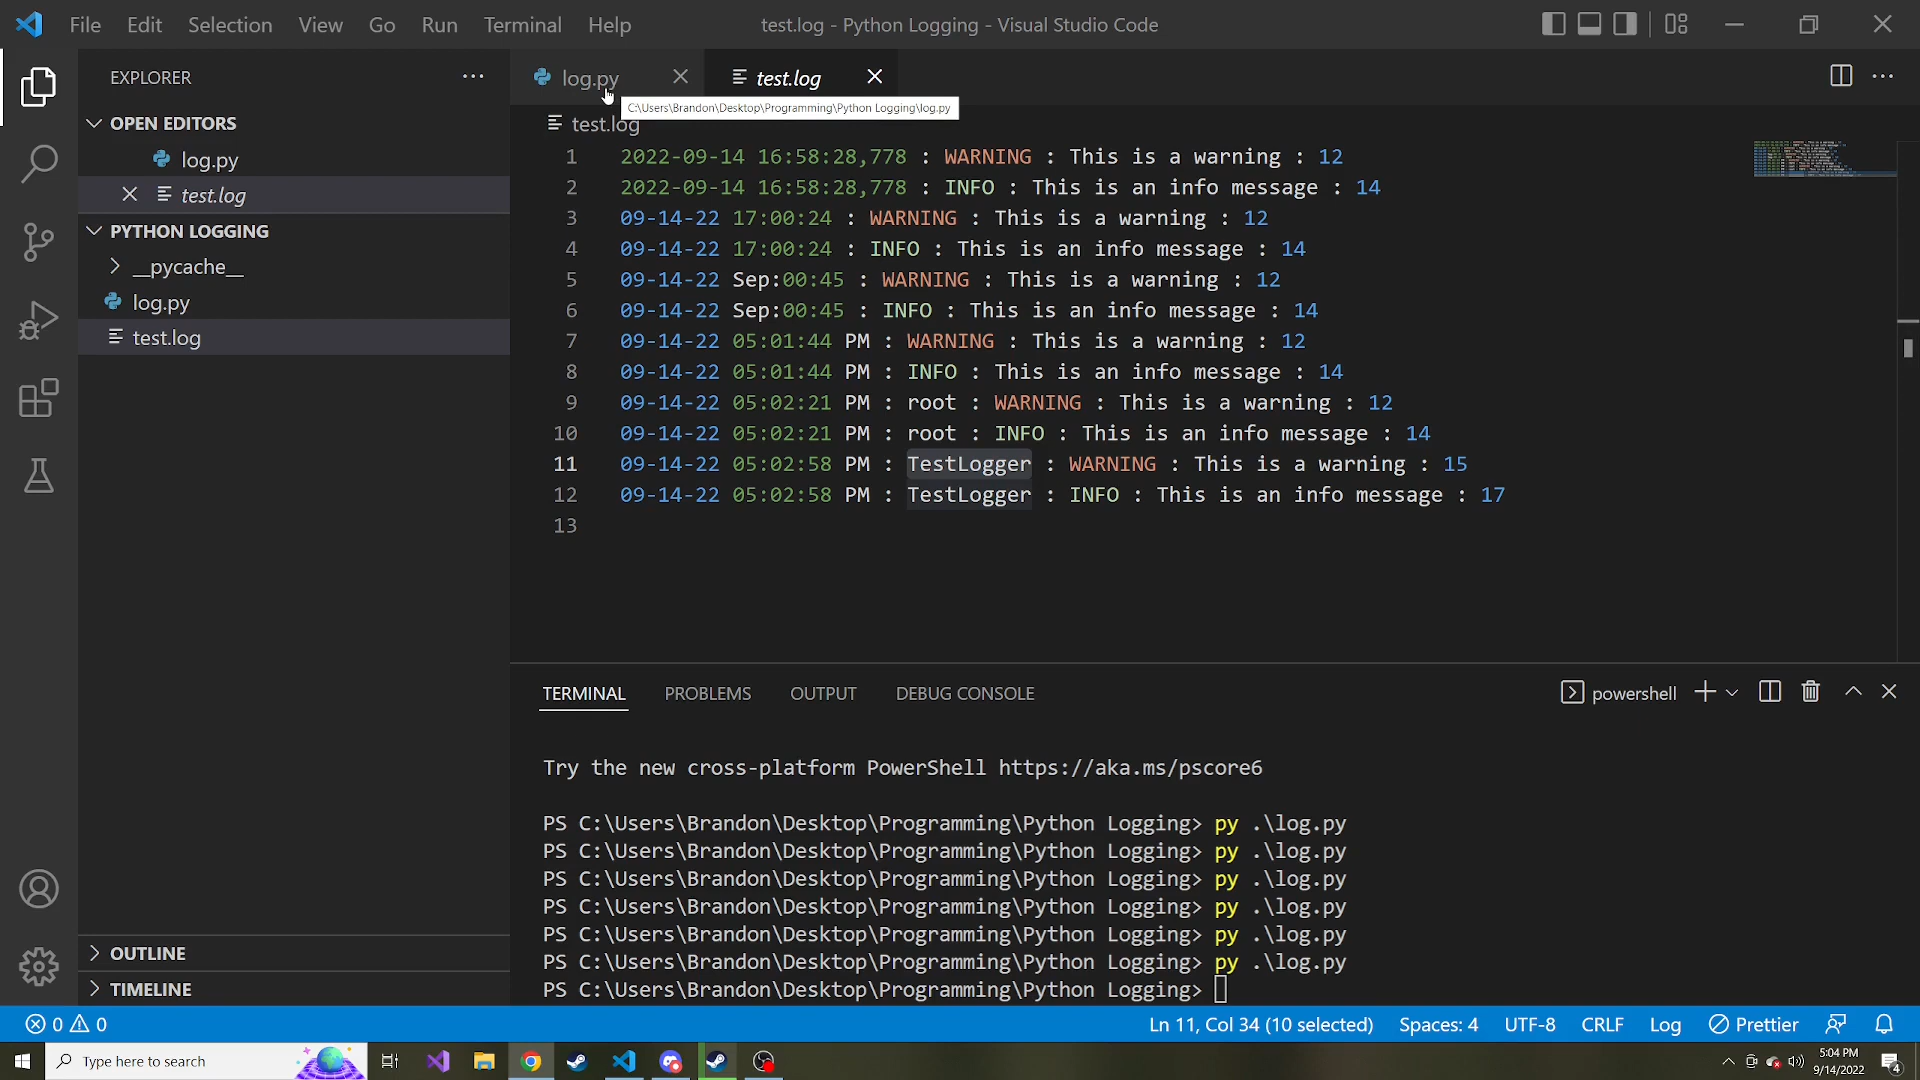 File Edit Selection View Go Run Terminal Help
test.log - Python Logging - Visual Studio Code
EXPLORER
OPEN EDITORS
log.py
test.log
PYTHON LOGGING
__pycache__
log.py
test.log
OUTLINE
TIMELINE
log.py
test.log
C:\Users\Brandon\Desktop\Programming\Python Logging\log.py
test.log
1 2022-09-14 16:58:28,778 : WARNING : This is a warning : 12
2 2022-09-14 16:58:28,778 : INFO : This is an info message : 14
3 09-14-22 17:00:24 : WARNING : This is a warning : 12
4 09-14-22 17:00:24 : INFO : This is an info message : 14
5 09-14-22 Sep:00:45 : WARNING : This is a warning : 12
6 09-14-22 Sep:00:45 : INFO : This is an info message : 14
7 09-14-22 05:01:44 PM : WARNING : This is a warning : 12
8 09-14-22 05:01:44 PM : INFO : This is an info message : 14
9 09-14-22 05:02:21 PM : root : WARNING : This is a warning : 12
10 09-14-22 05:02:21 PM : root : INFO : This is an info message : 14
11 09-14-22 05:02:58 PM : TestLogger : WARNING : This is a warning : 15
12 09-14-22 05:02:58 PM : TestLogger : INFO : This is an info message : 17
13
TERMINAL PROBLEMS OUTPUT DEBUG CONSOLE
powershell
Try the new cross-platform PowerShell https://aka.ms/pscore6
PS C:\Users\Brandon\Desktop\Programming\Python Logging> py .\log.py
PS C:\Users\Brandon\Desktop\Programming\Python Logging> py .\log.py
PS C:\Users\Brandon\Desktop\Programming\Python Logging> py .\log.py
PS C:\Users\Brandon\Desktop\Programming\Python Logging> py .\log.py
PS C:\Users\Brandon\Desktop\Programming\Python Logging> py .\log.py
PS C:\Users\Brandon\Desktop\Programming\Python Logging> py .\log.py
PS C:\Users\Brandon\Desktop\Programming\Python Logging>
0 0
Ln 11, Col 34 (10 selected) Spaces: 4 UTF-8 CRLF Log Prettier
Type here to search
5:04 PM
9/14/2022
4